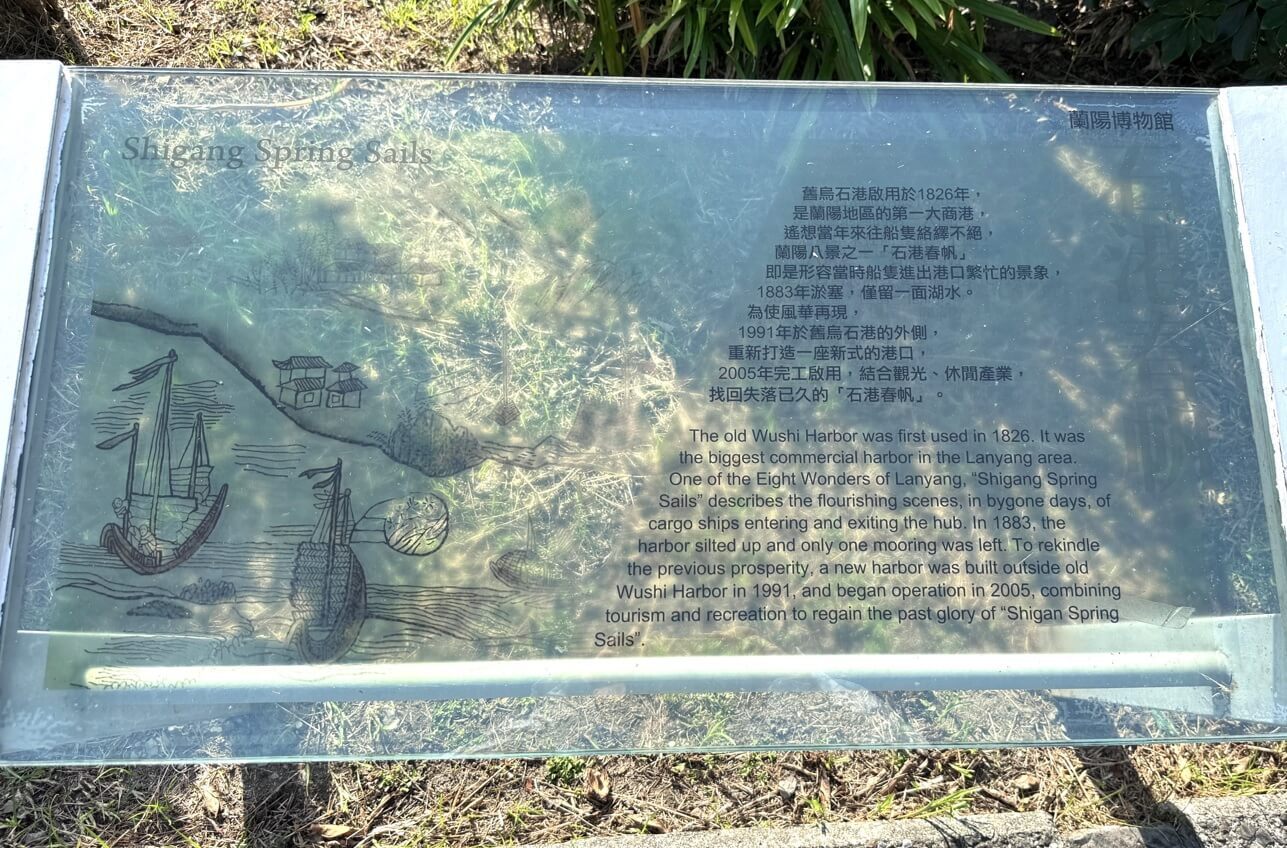 Shigang Spring Sails
蘭陽博物館
舊烏石港啟用於1826年，
是蘭陽地區的第一大商港，
遙想當年來往船隻絡繹不絕，
蘭陽八景之一「石港春帆」
即是形容當時船隻進出港口繁忙的景象，
1883年淤塞，僅留一面湖水。
為使風華再現，
1991年於舊烏石港的外側，
重新打造一座新式的港口，
2005年完工啟用，結合觀光、休閒產業，
找回失落已久的「石港春帆」。
The old Wushi Harbor was first used in 1826. It was
the biggest commercial harbor in the Lanyang area.
One of the Eight Wonders of Lanyang, “Shigang Spring
Sails” describes the flourishing scenes, in bygone days, of
cargo ships entering and exiting the hub. In 1883, the
harbor silted up and only one mooring was left. To rekindle
the previous prosperity, a new harbor was built outside old
Wushi Harbor in 1991, and began operation in 2005, combining
tourism and recreation to regain the past glory of “Shigan Spring
Sails”.
石港春帆